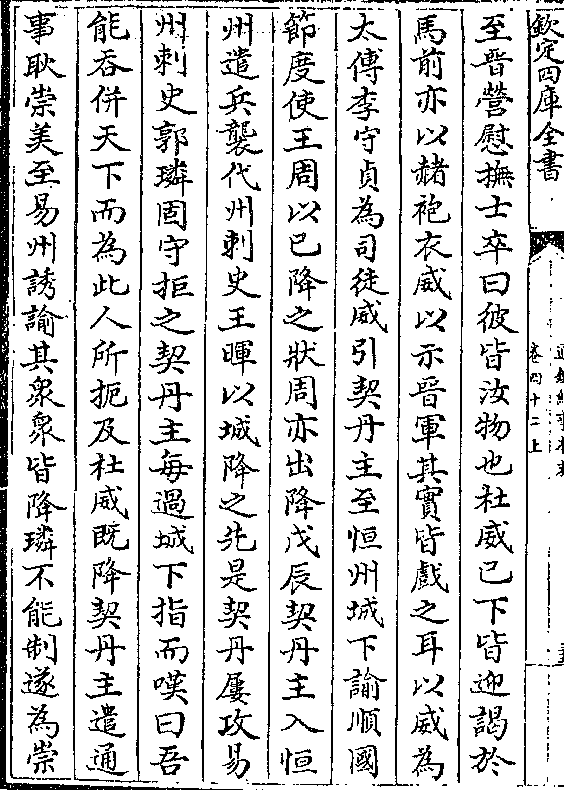 欽定四庫全書
卷四十二上
至晉營慰撫士卒曰彼皆汝物也杜威已下皆迎謁於
馬前亦以赭袍衣威以示晉軍其實皆戲之耳以威為
太傅李守貞為司徒威引契丹主至恒州城下諭順國
節度使王周以已降之狀周亦出降戊辰契丹主入恒
州遣兵襲代州刺史王暉以城降之先是契丹屢攻易
州刺史郭璘固守拒之契丹主每過城下指而嘆曰吾
能吞併天下而為此人所扼及杜威既降契丹主遣通
事耿崇美至易州誘諭其衆衆皆降璘不能制遂為崇